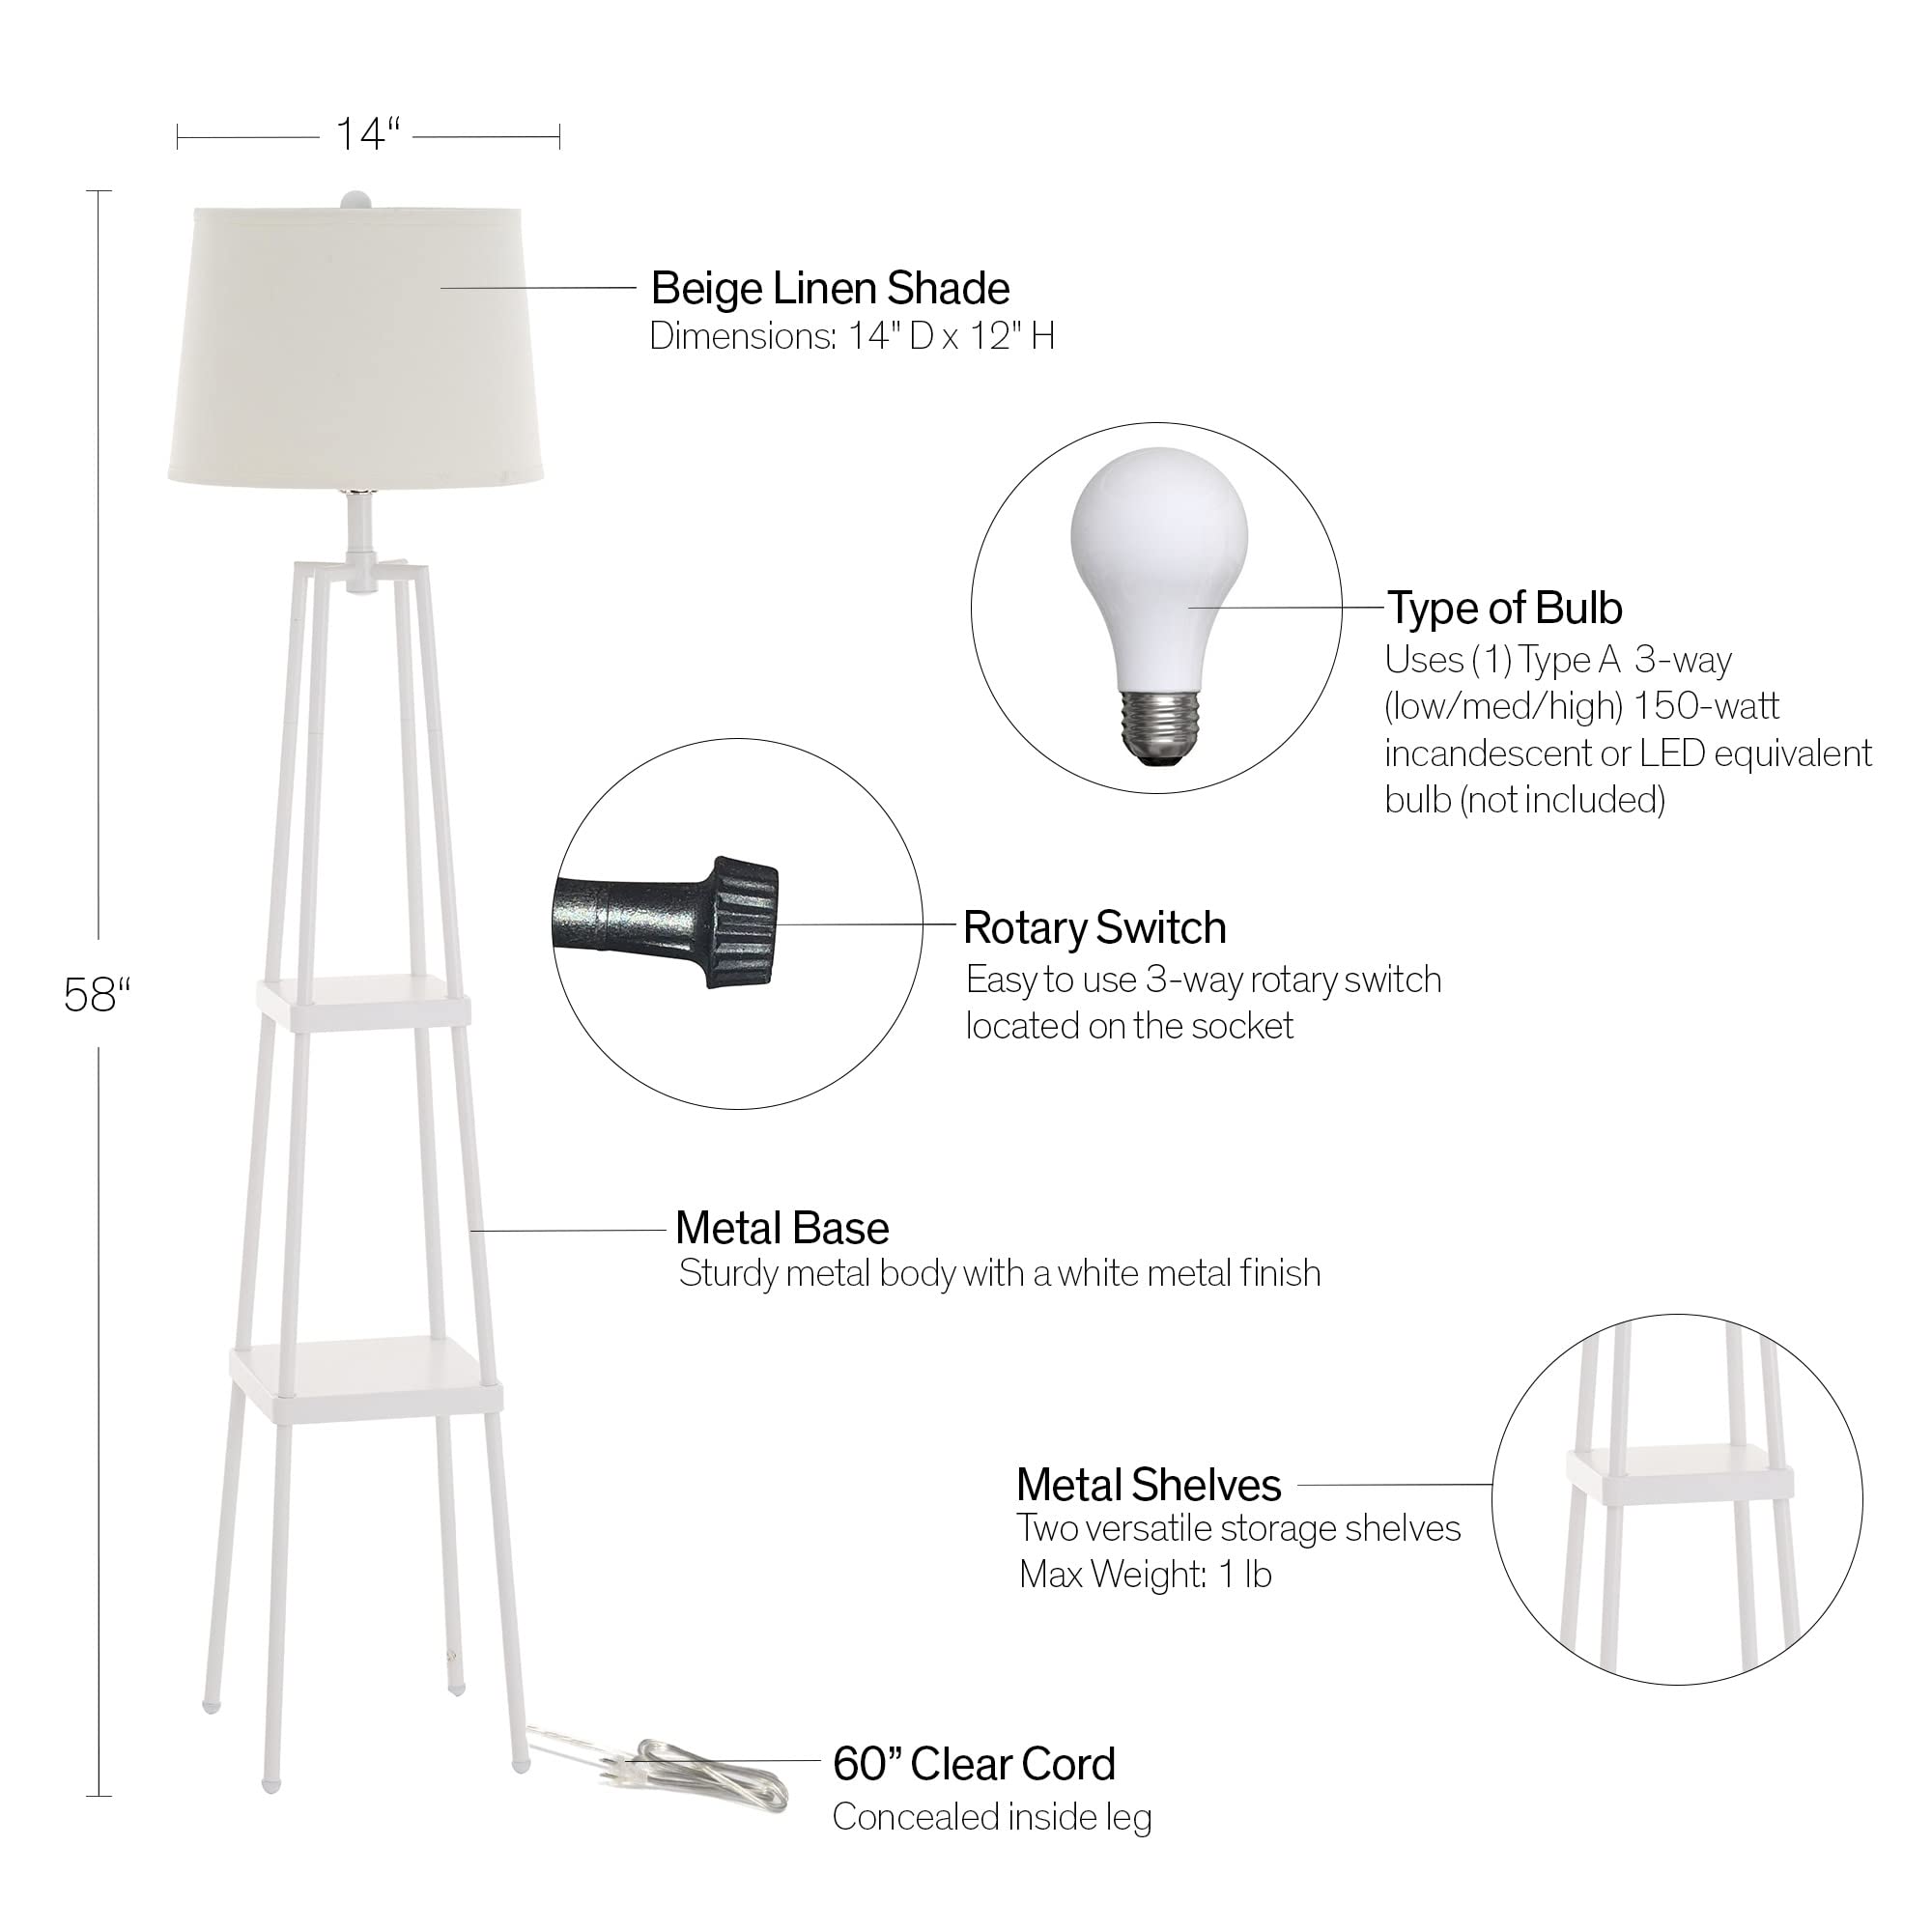 14“
Beige Linen Shade
Dimensions: 14" D x 12" H
Type of Bulb
Uses (1) Type A 3-way
(low/med/high) 150-watt
incandescent or LED equivalent
bulb (not included)
Rotary Switch
Easy to use 3-way rotary switch
located on the socket
58“
Metal Base
Sturdy metal body with a white metal finish
Metal Shelves
Two versatile storage shelves
Max Weight: 1 lb
60” Clear Cord
Concealed inside leg